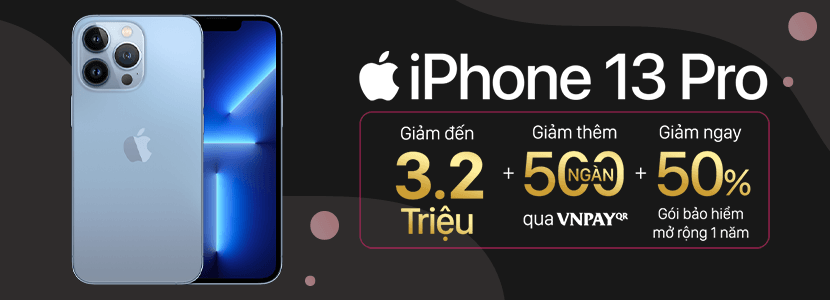 iPhone 13 Pro
Giảm đến
3.2
Triệu
+
Giảm thêm
500
NGÀN
qua VNPAYQR
+
Giảm ngay
50%
Gói bảo hiểm
mở rộng 1 năm